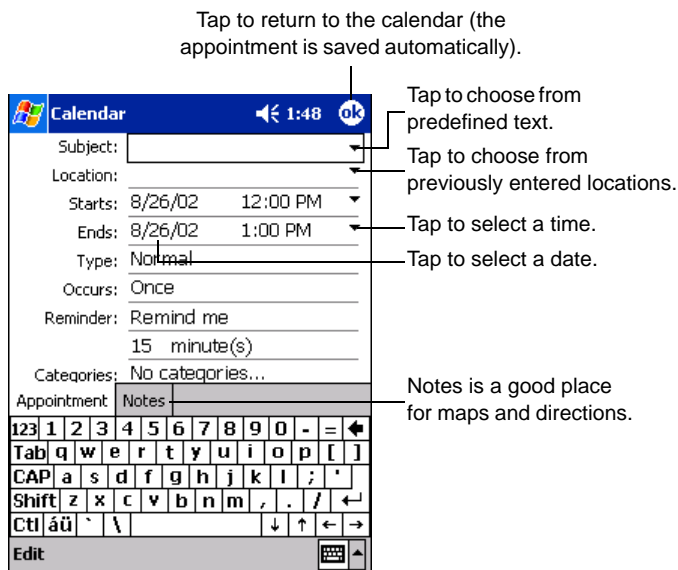 Tap to return to the calendar (the
appointment is saved automatically).
Calendar 1:48 ok
Tap to choose from
predefined text.
Subject:
Tap to choose from
previously entered locations.
Location:
Starts: 8/26/02 12:00 PM
Ends: 8/26/02 1:00 PM
Tap to select a time.
Type: Normal
Tap to select a date.
Occurs: Once
Reminder: Remind me
15 minute(s)
Categories: No categories...
Appointment Notes
Notes is a good place
for maps and directions.
123 1 2 3 4 5 6 7 8 9 0 - =
Tab q w e r t y u i o p [ ]
CAP a s d f g h j k l ; '
Shift z x c v b n m , . /
Ctl áü ` \ ↓ ↑ ← →
Edit